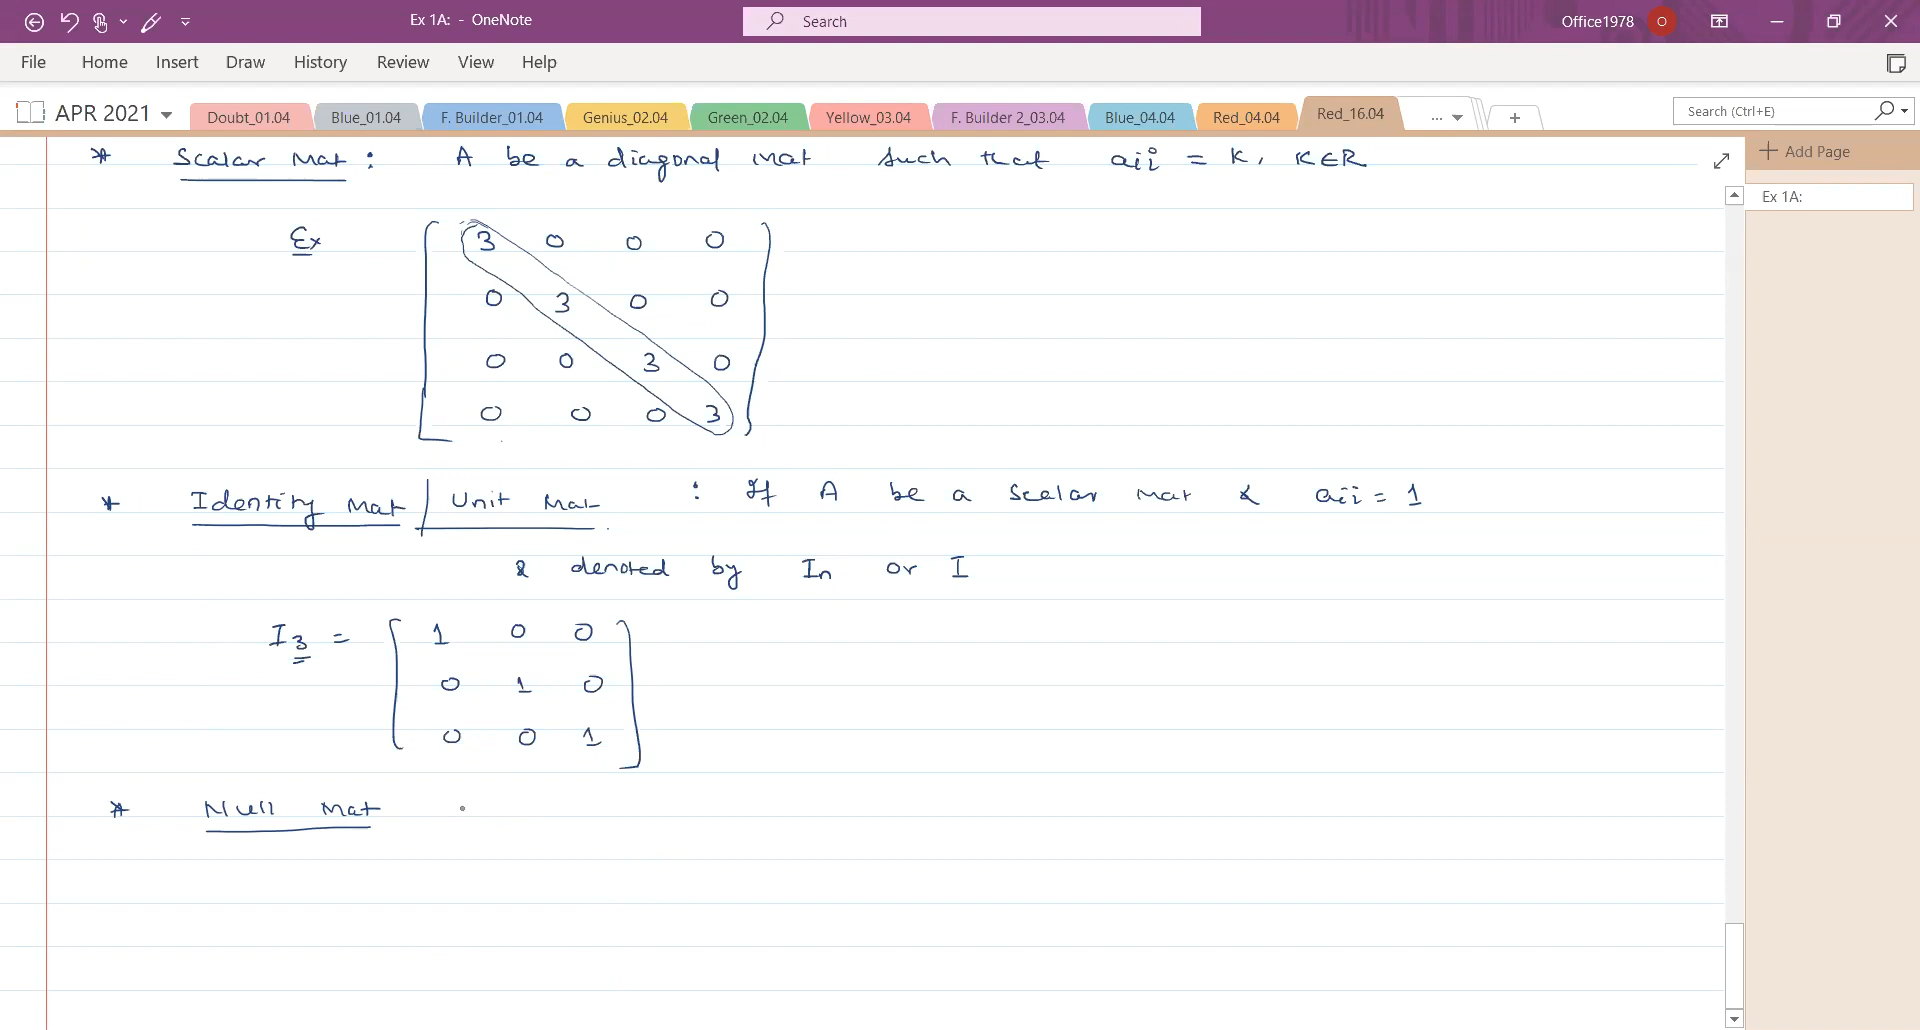 Ex 1A: - OneNote
Search
Office1978
O
File Home Insert Draw History Review View Help
APR 2021
Doubt_01.04 Blue_01.04 F. Builder_01.04 Genius_02.04 Green_02.04 Yellow_03.04 F. Builder 2_03.04 Blue_04.04 Red_04.04 Red_16.04 ... +
Search (Ctrl+E)
Add Page
Ex 1A:
* Scalar Mat : A be a diagonal Mat such that aii = K, K∈R
Ex
3 0 0 0
0 3 0 0
0 0 3 0
0 0 0 3
* Identity Mat | Unit Mat : If A be a Scalar Mat & aii = 1
& denoted by In or I
I3 =
1 0 0
0 1 0
0 0 1
* Null Mat